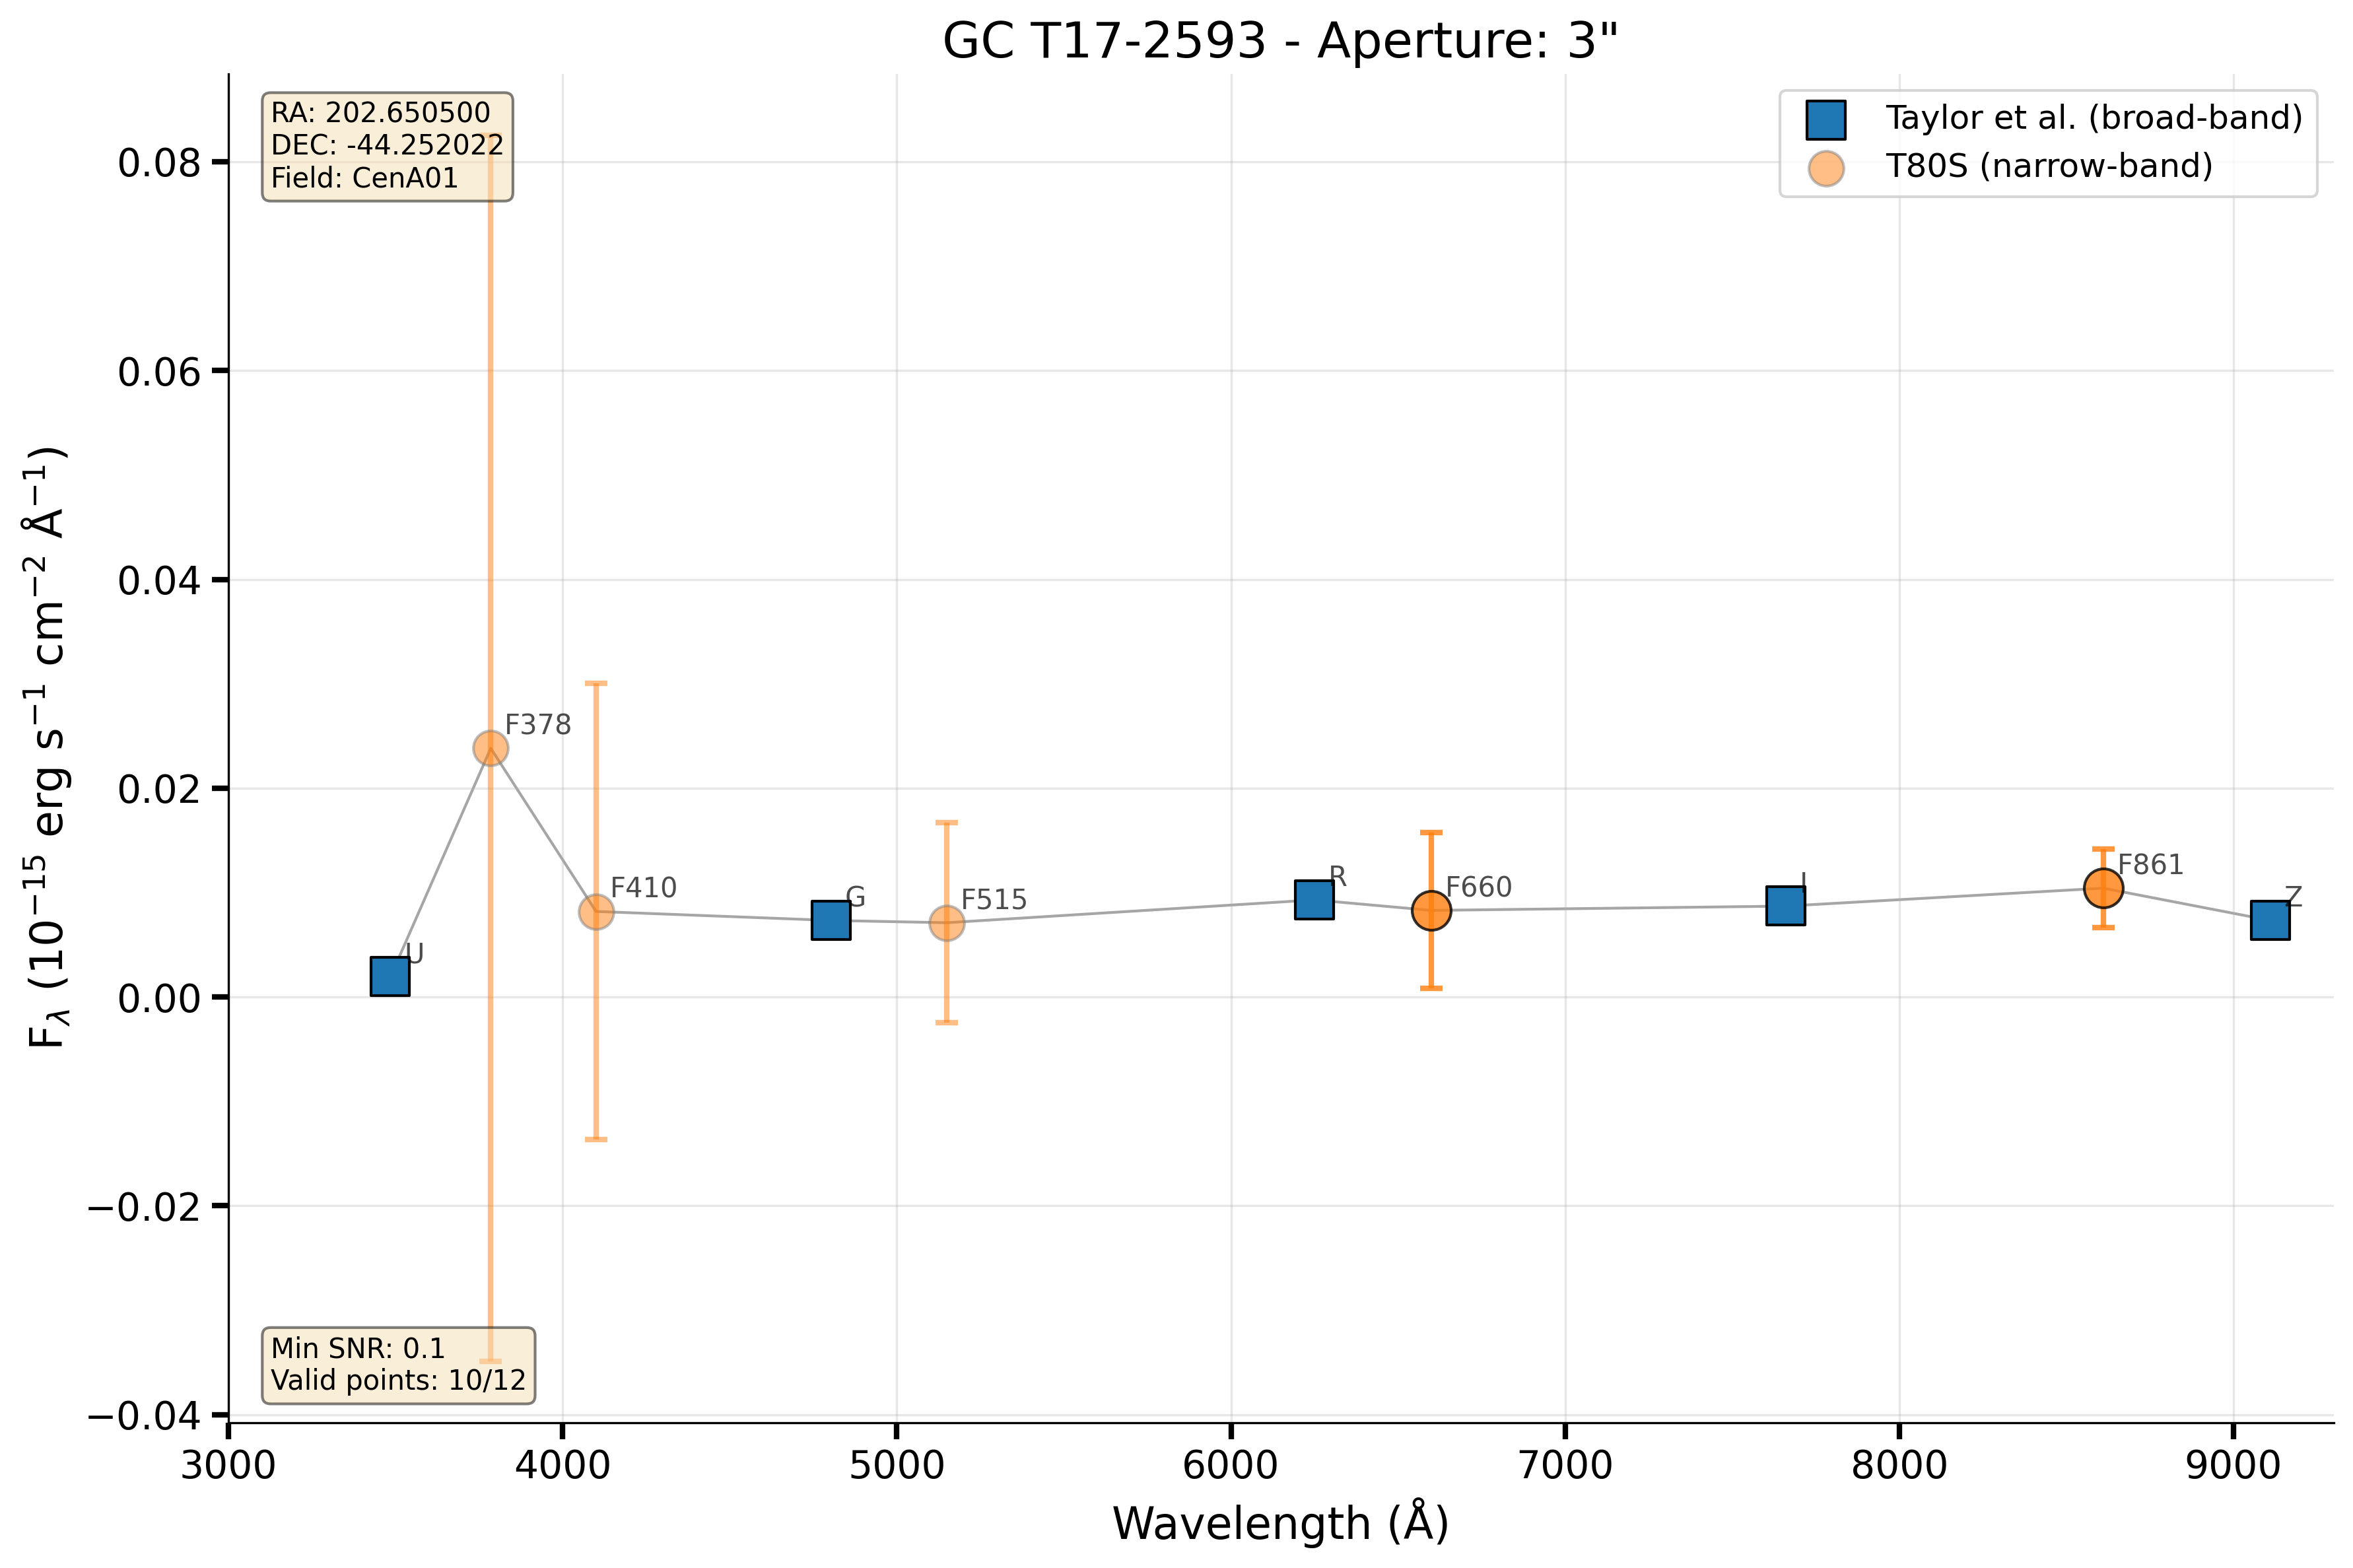 GC T17-2593 - Aperture: 3"
RA: 202.650500
DEC: -44.252022
Field: CenA01
Taylor et al. (broad-band)
T80S (narrow-band)
0.08
0.06
0.04
0.02
0.00
−0.02
−0.04
F$_λ$ (10$^{−15}$ erg s$^{−1}$ cm$^{−2}$ Å$^{−1}$)
U
F378
F410
G
F515
R
F660
I
F861
Z
Min SNR: 0.1
Valid points: 10/12
3000 4000 5000 6000 7000 8000 9000
Wavelength (Å)